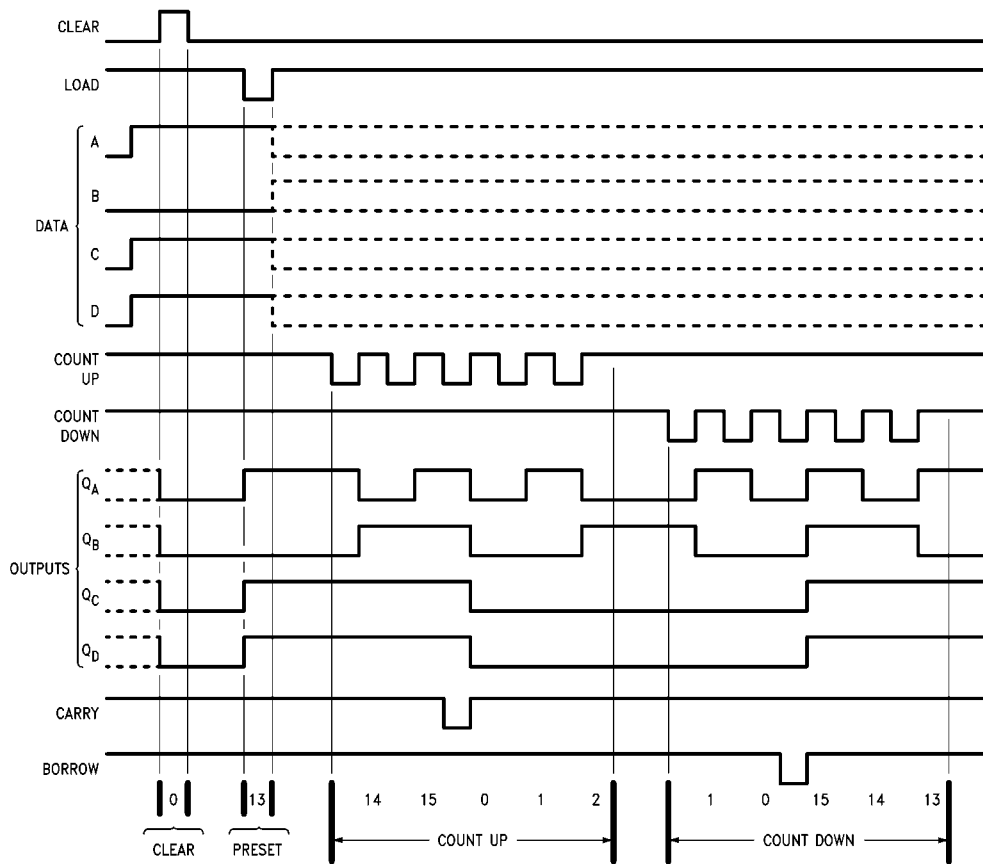 CLEAR
LOAD
A
B
DATA
C
D
COUNT
UP
COUNT
DOWN
QA
QB
OUTPUTS
QC
QD
CARRY
BORROW
0 13 14 15 0 1 2 1 0 15 14 13
CLEAR PRESET COUNT UP COUNT DOWN